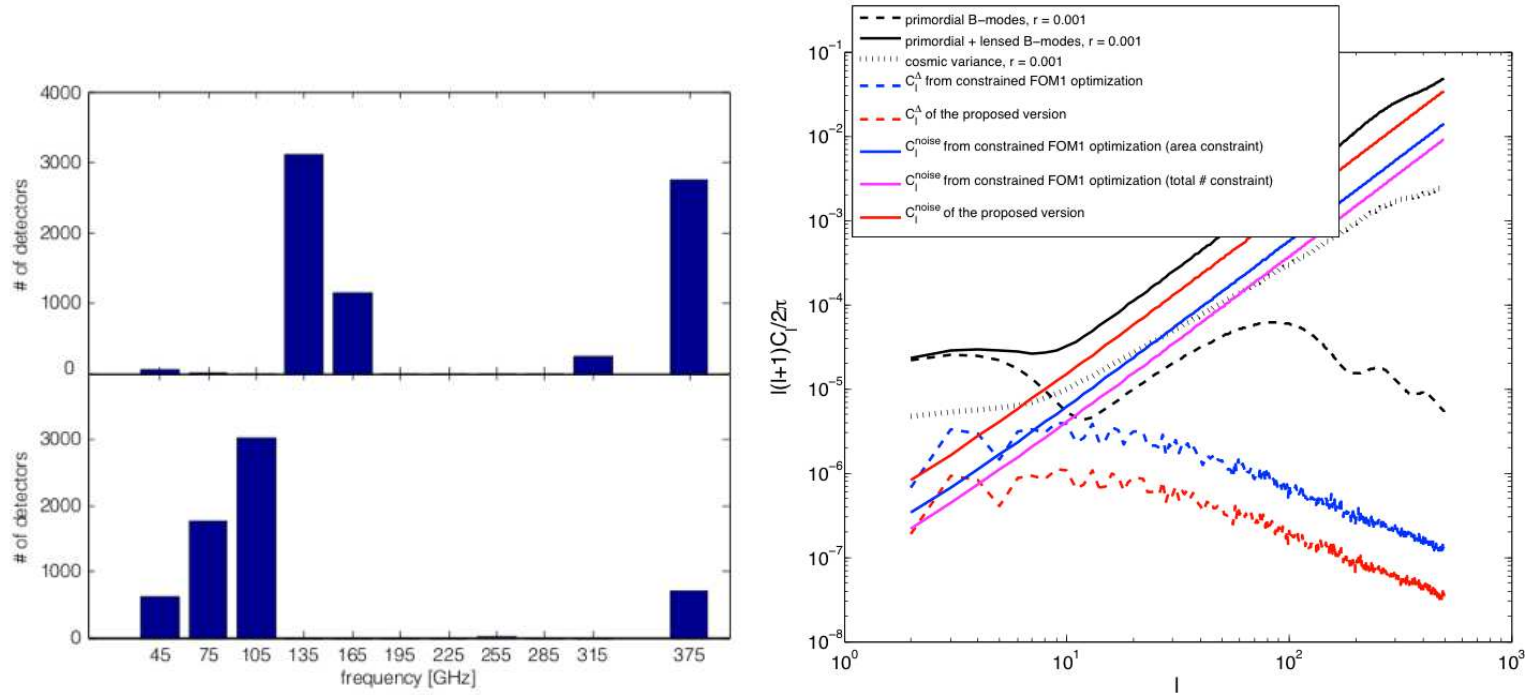 4000
3000
2000
1000
0
# of detectors
3000
2000
1000
0
# of detectors
45 75 105 135 165 195 225 255 285 315 375
frequency [GHz]
primordial B−modes, r = 0.001
primordial + lensed B−modes, r = 0.001
cosmic variance, r = 0.001
C_l^Δ from constrained FOM1 optimization
C_l^Δ of the proposed version
C_l^noise from constrained FOM1 optimization (area constraint)
C_l^noise from constrained FOM1 optimization (total # constraint)
C_l^noise of the proposed version
10^−1
10^−2
10^−3
10^−4
10^−5
10^−6
10^−7
10^−8
l(l+1)C_l/2π
10^0 10^1 10^2 10^3
l